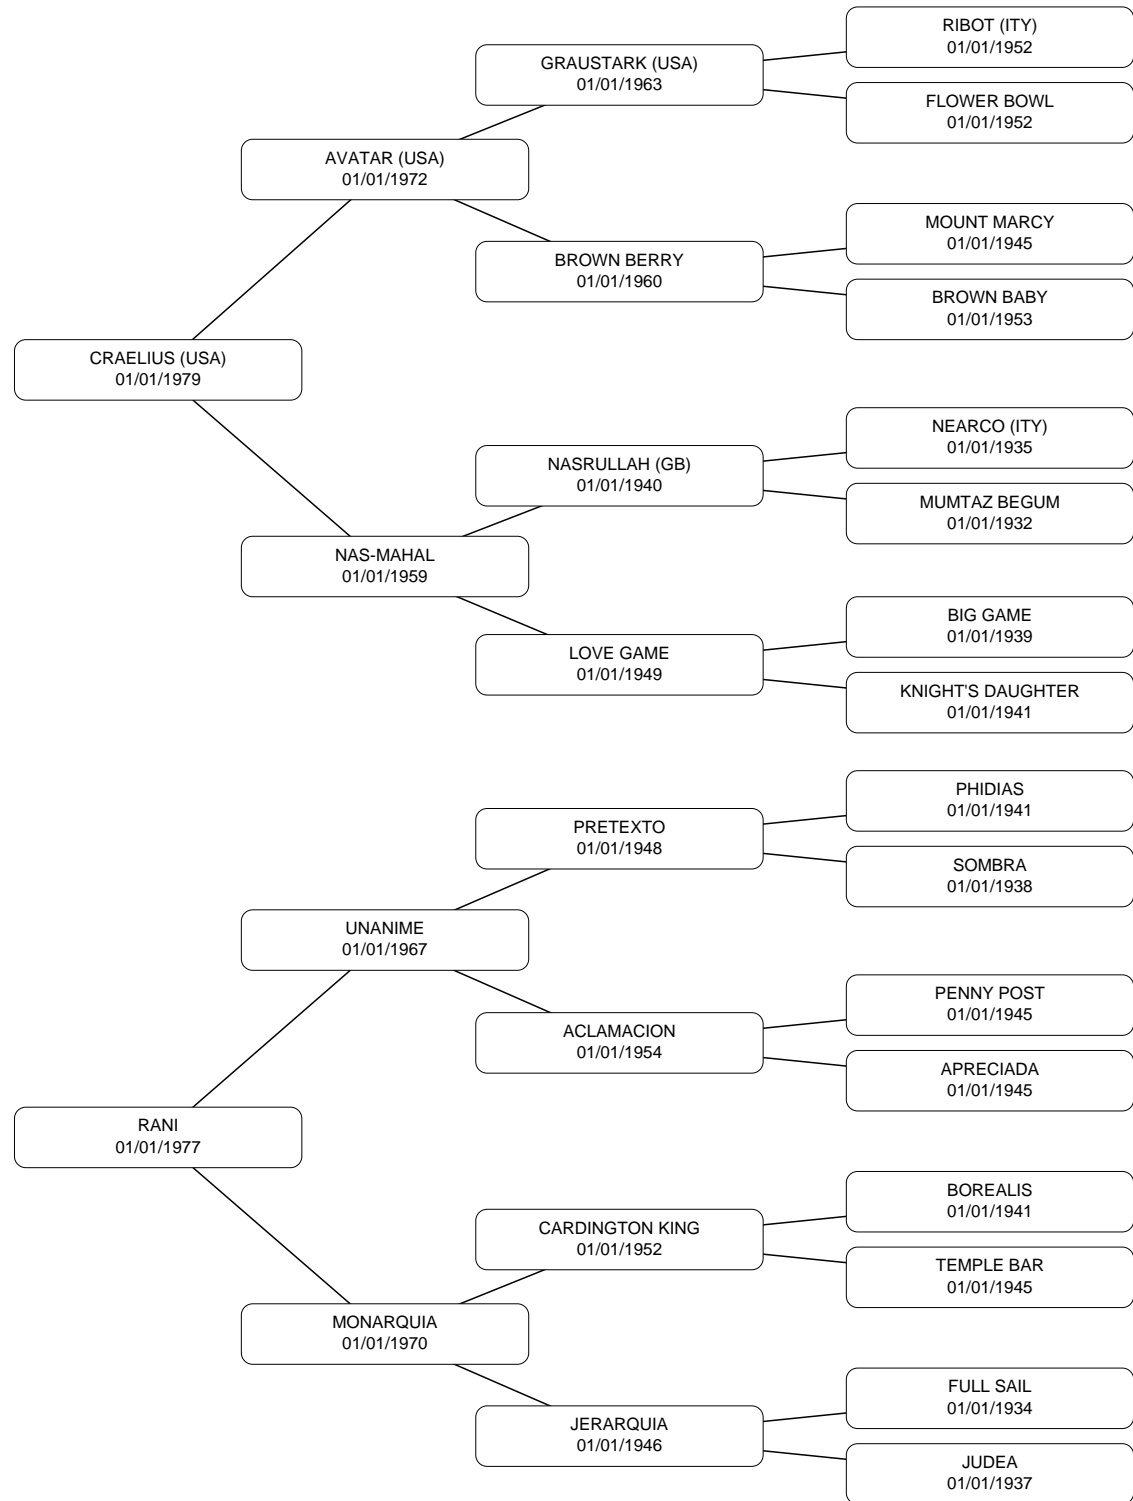 RIBOT (ITY)
01/01/1952
GRAUSTARK (USA)
01/01/1963
FLOWER BOWL
01/01/1952
AVATAR (USA)
01/01/1972
MOUNT MARCY
01/01/1945
BROWN BERRY
01/01/1960
BROWN BABY
01/01/1953
CRAELIUS (USA)
01/01/1979
NEARCO (ITY)
01/01/1935
NASRULLAH (GB)
01/01/1940
MUMTAZ BEGUM
01/01/1932
NAS-MAHAL
01/01/1959
BIG GAME
01/01/1939
LOVE GAME
01/01/1949
KNIGHT'S DAUGHTER
01/01/1941
PHIDIAS
01/01/1941
PRETEXTO
01/01/1948
SOMBRA
01/01/1938
UNANIME
01/01/1967
PENNY POST
01/01/1945
ACLAMACION
01/01/1954
APRECIADA
01/01/1945
RANI
01/01/1977
BOREALIS
01/01/1941
CARDINGTON KING
01/01/1952
TEMPLE BAR
01/01/1945
MONARQUIA
01/01/1970
FULL SAIL
01/01/1934
JERARQUIA
01/01/1946
JUDEA
01/01/1937